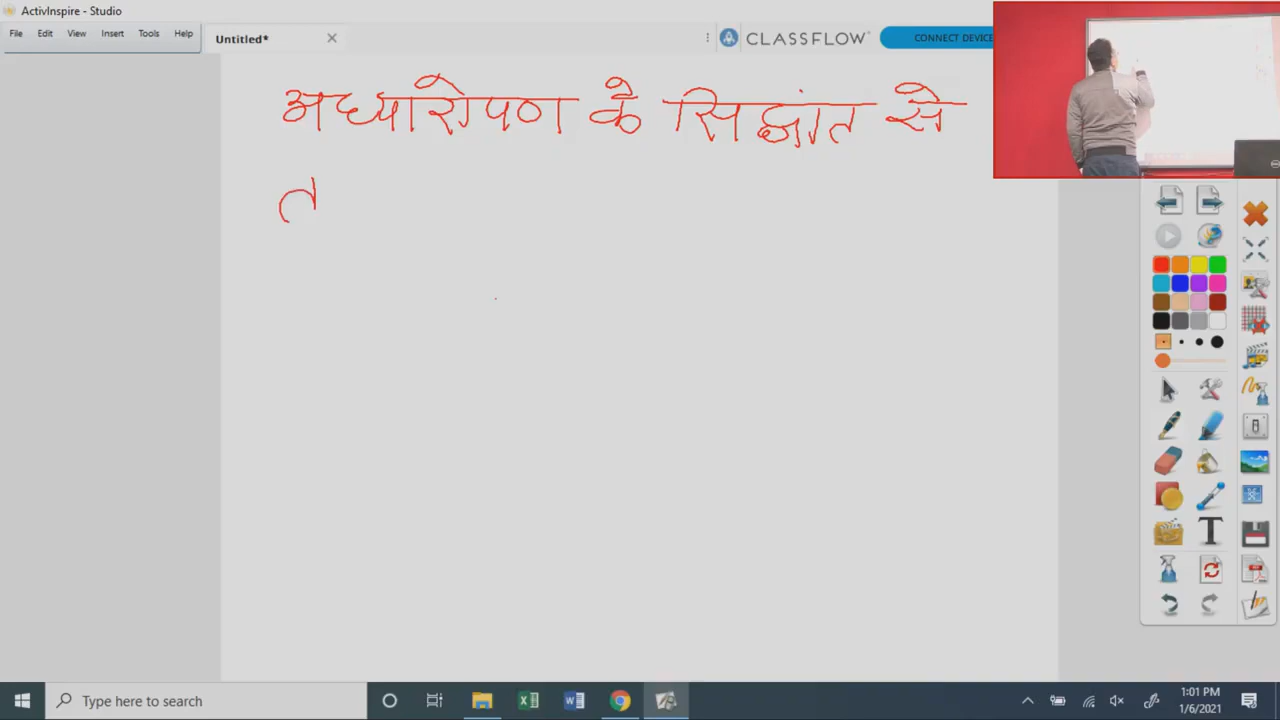 ActivInspire - Studio
File Edit View Insert Tools Help
Untitled*
CLASSFLOW
CONNECT DEVICE
अध्यारोपण के सिद्धांत से
त
T
Type here to search
1:01 PM
1/6/2021